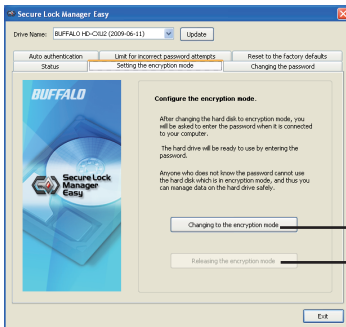 Secure Lock Manager Easy
Drive Name: BUFFALO HD-CXU2 (2009-06-11) Update
Auto authentication Limit for incorrect password attempts Reset to the factory defaults
Status Setting the encryption mode Changing the password
BUFFALO
Secure Lock
Manager
Easy
Configure the encryption mode.
After changing the hard disk to encryption mode, you
will be asked to enter the password when it is connected
to your computer.
The hard drive will be ready to use by entering the
password.
Anyone who does not know the password cannot use
the hard disk which is in encryption mode, and thus you
can manage data on the hard drive safely.
Changing to the encryption mode
Releasing the encryption mode
Exit